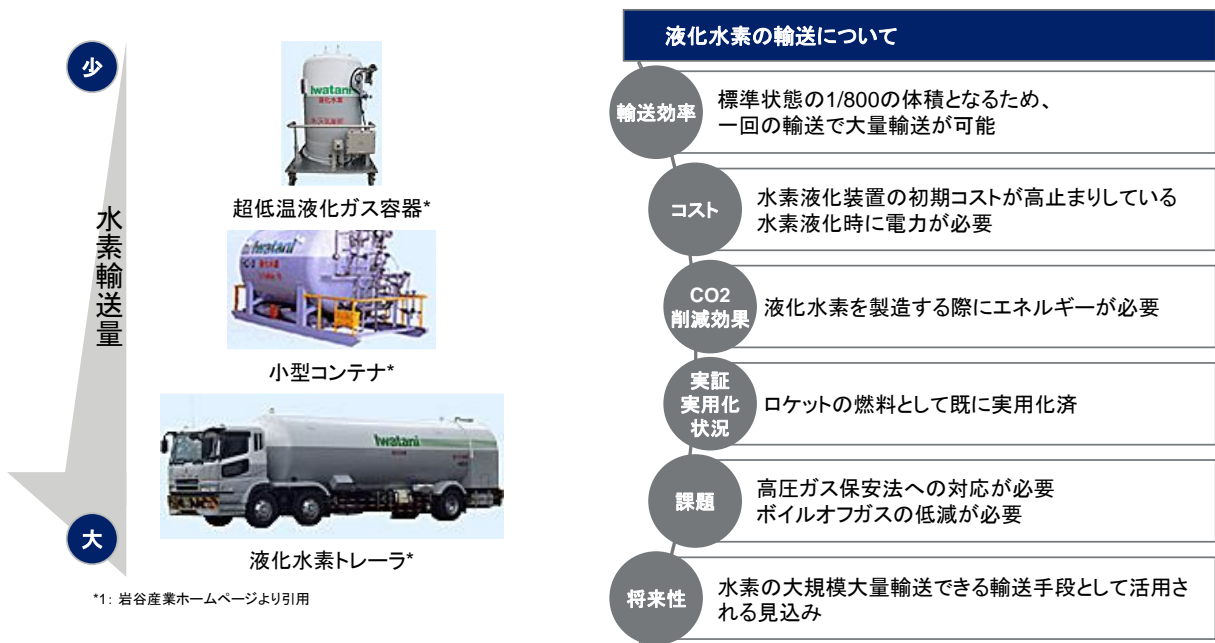 少
Iwatani
液化水素
超低温液化ガス容器*
水素輸送量
Iwatani
小型コンテナ*
Iwatani
大
液化水素トレーラ*
*1: 岩谷産業ホームページより引用
液化水素の輸送について
輸送効率
標準状態の1/800の体積となるため、
一回の輸送で大量輸送が可能
コスト
水素液化装置の初期コストが高止まりしている
水素液化時に電力が必要
CO2
削減効果
液化水素を製造する際にエネルギーが必要
実証
実用化
状況
ロケットの燃料として既に実用化済
課題
高圧ガス保安法への対応が必要
ボイルオフガスの低減が必要
将来性
水素の大規模大量輸送できる輸送手段として活用さ
れる見込み